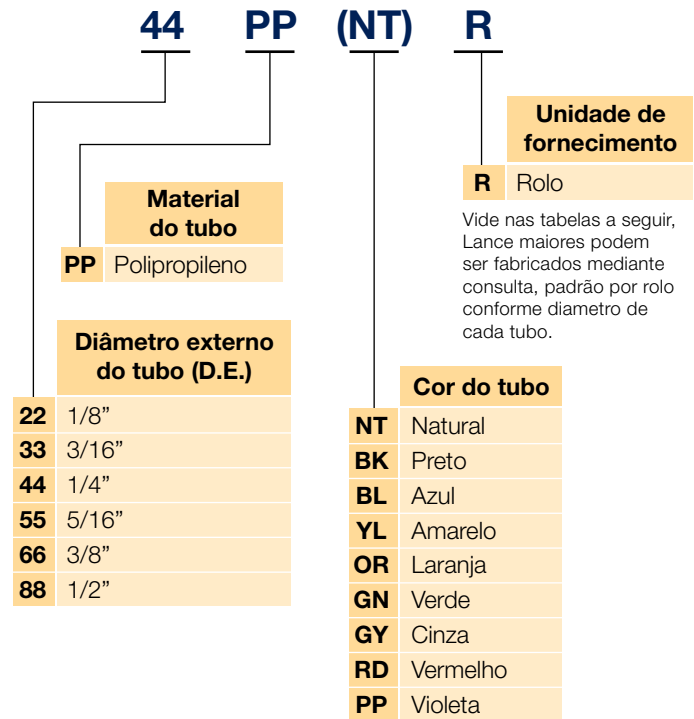 44 PP (NT) R
Unidade de
fornecimento
R Rolo
Vide nas tabelas a seguir,
Lance maiores podem
ser fabricados mediante
consulta, padrão por rolo
conforme diametro de
cada tubo.
Material
do tubo
PP Polipropileno
Diâmetro externo
do tubo (D.E.)
22 1/8”
33 3/16”
44 1/4”
55 5/16”
66 3/8”
88 1/2”
Cor do tubo
NT Natural
BK Preto
BL Azul
YL Amarelo
OR Laranja
GN Verde
GY Cinza
RD Vermelho
PP Violeta